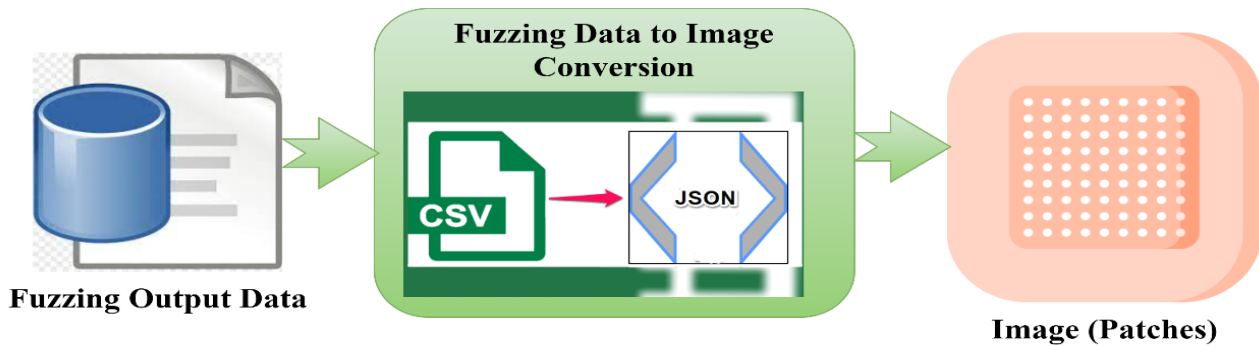 Fuzzing Data to Image
Conversion
CSV
JSON
Fuzzing Output Data
Image (Patches)